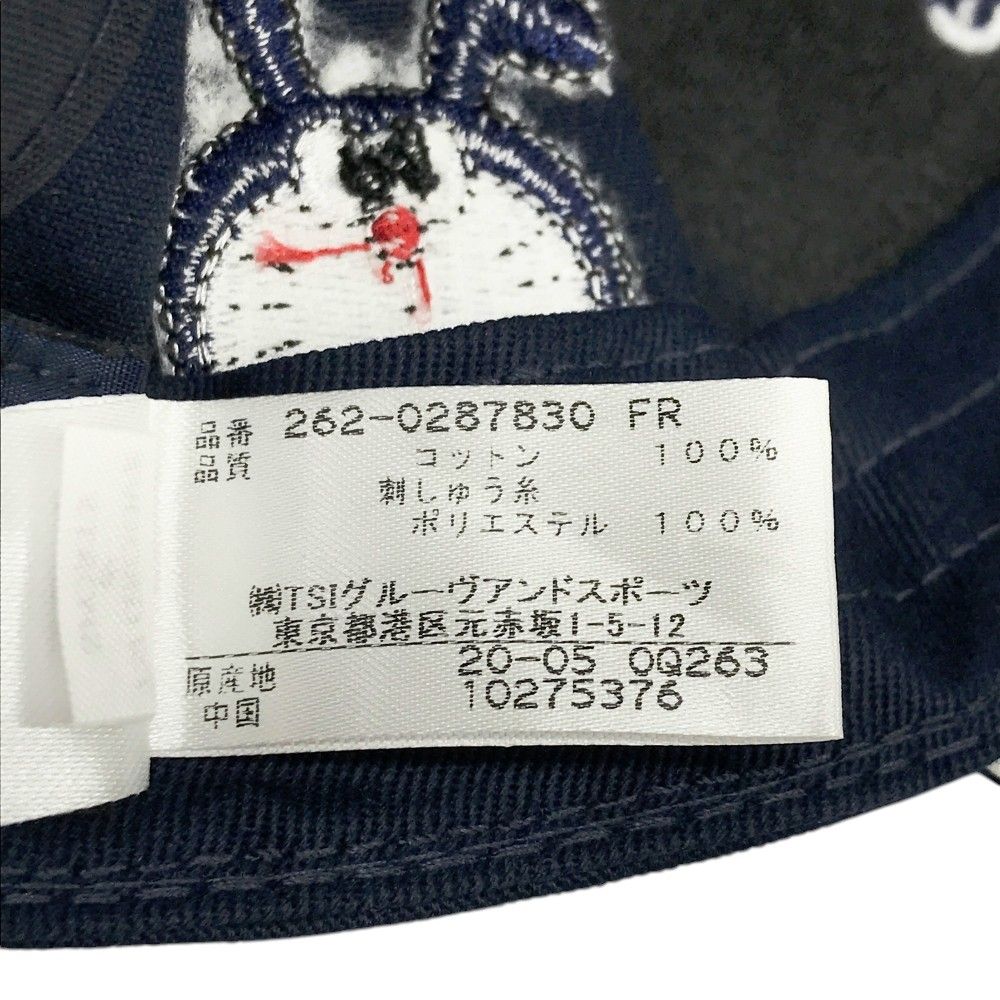 品番 262-0287830 FR
品質 コットン 100%
刺しゅう糸
ポリエステル 100%
㈱TSIグルーヴアンドスポーツ
東京都港区元赤坂1-5-12
20-05 0Q263
原産地 10275376
中国